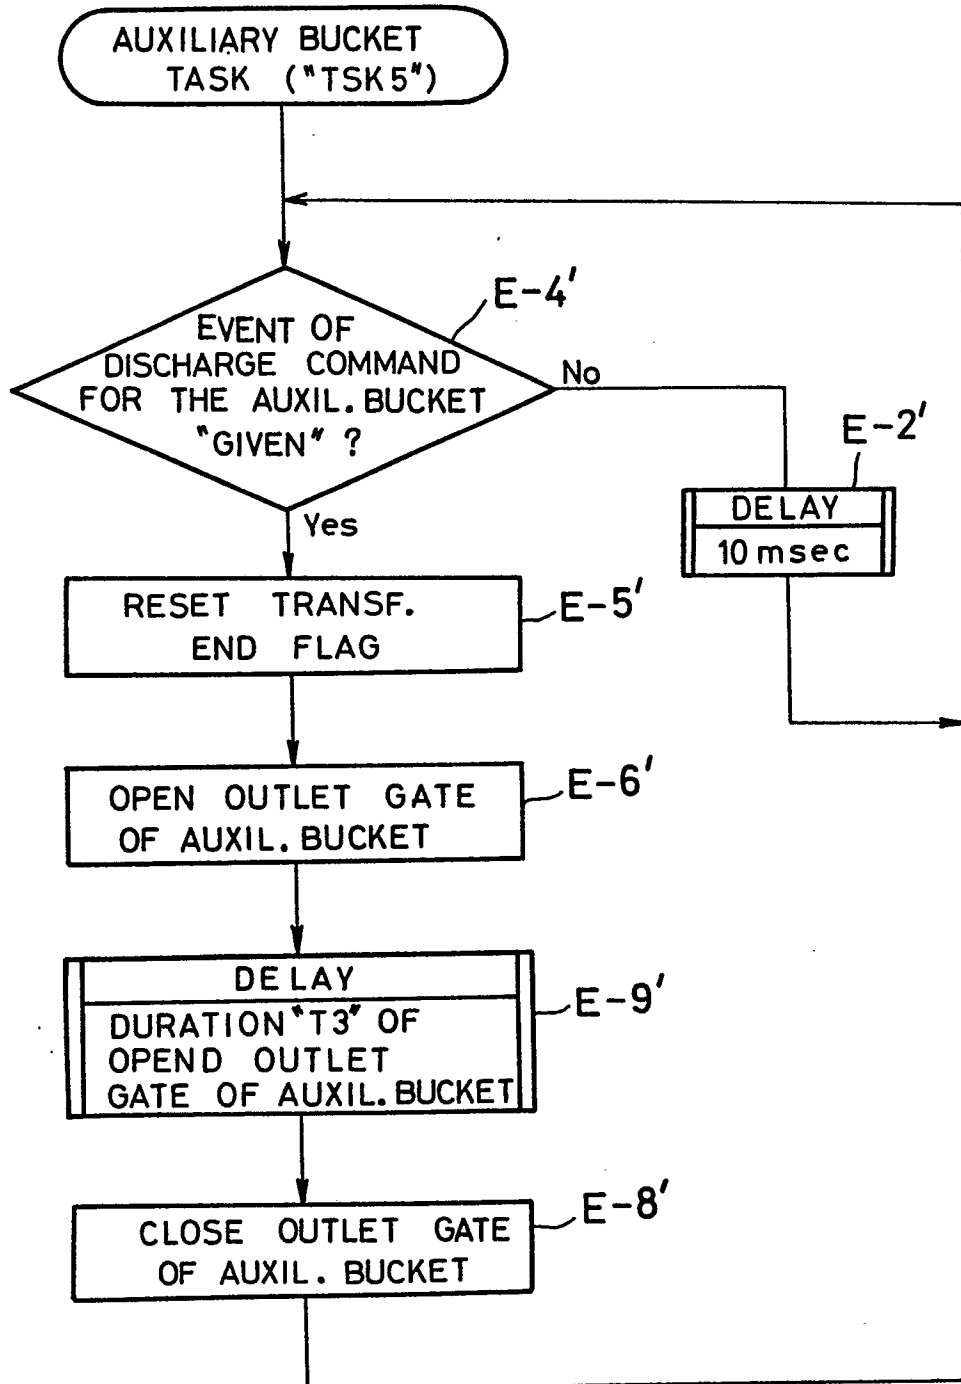 AUXILIARY BUCKET
TASK ("TSK5")
E-4'
EVENT OF
DISCHARGE COMMAND
FOR THE AUXIL. BUCKET
"GIVEN" ?
No
E-2'
DELAY
10 msec
Yes
RESET TRANSF.
END FLAG
E-5'
OPEN OUTLET GATE
OF AUXIL. BUCKET
E-6'
DELAY
DURATION "T3" OF
OPEND OUTLET
GATE OF AUXIL. BUCKET
E-9'
CLOSE OUTLET GATE
OF AUXIL. BUCKET
E-8'